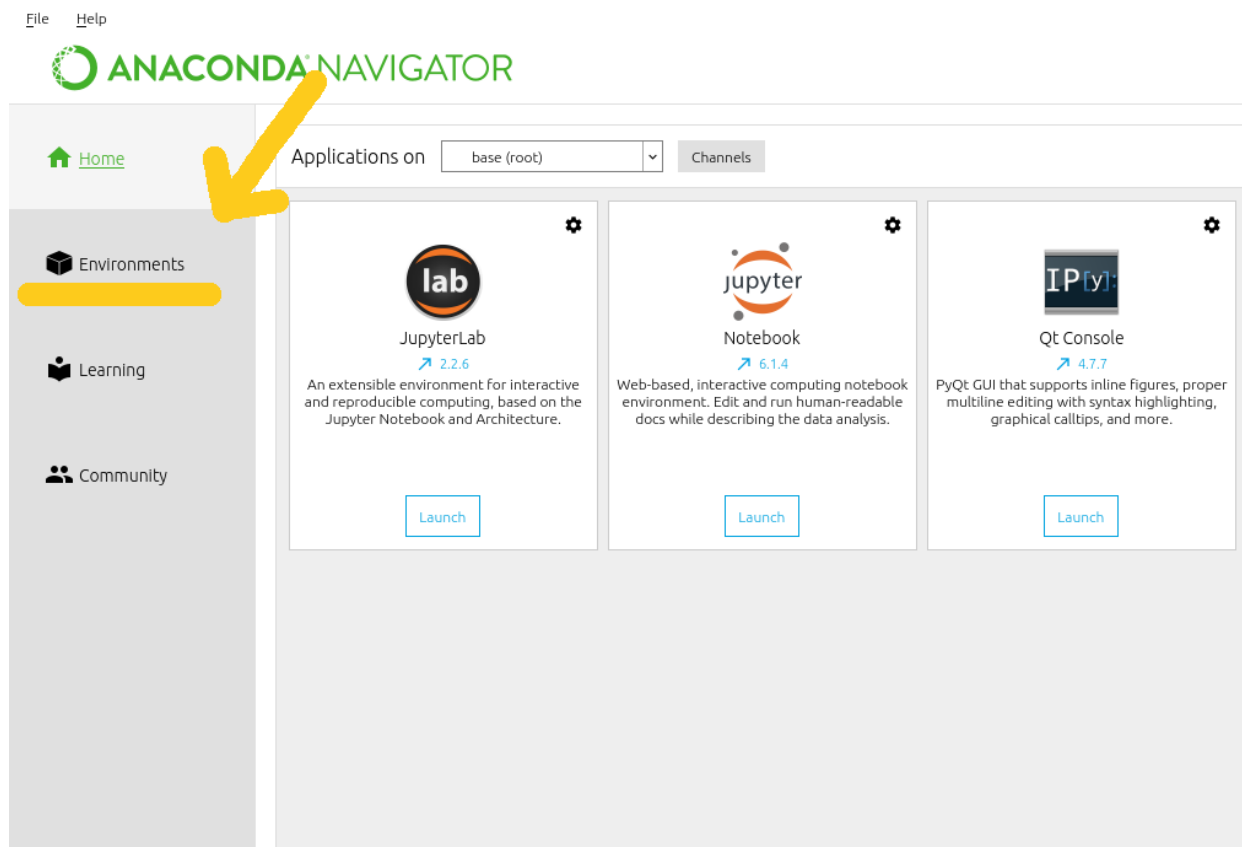 File Help
ANACONDA NAVIGATOR
Home
Applications on base (root) Channels
Environments
Learning
Community
lab
JupyterLab
2.2.6
An extensible environment for interactive
and reproducible computing, based on the
Jupyter Notebook and Architecture.
Launch
jupyter
Notebook
6.1.4
Web-based, interactive computing notebook
environment. Edit and run human-readable
docs while describing the data analysis.
Launch
IP[y]:
Qt Console
4.7.7
PyQt GUI that supports inline figures, proper
multiline editing with syntax highlighting,
graphical calltips, and more.
Launch